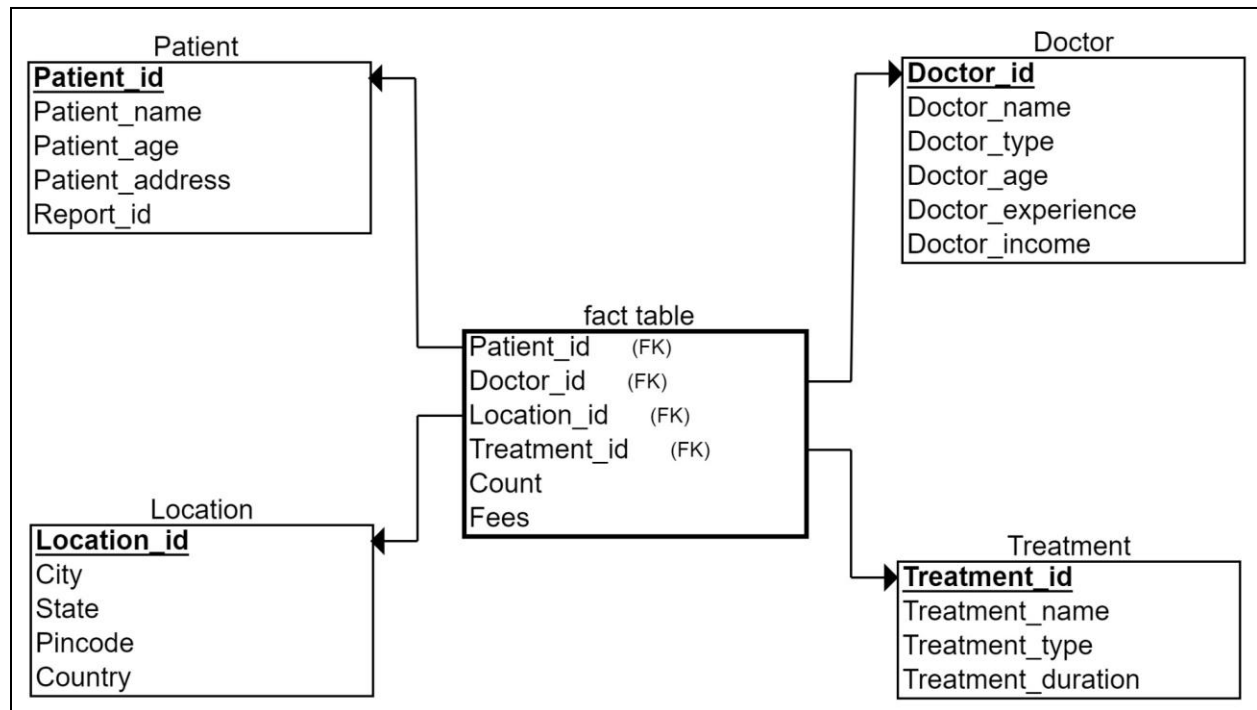 Patient
Patient_id
Patient_name
Patient_age
Patient_address
Report_id
Doctor
Doctor_id
Doctor_name
Doctor_type
Doctor_age
Doctor_experience
Doctor_income
fact table
Patient_id (FK)
Doctor_id (FK)
Location_id (FK)
Treatment_id (FK)
Count
Fees
Location
Location_id
City
State
Pincode
Country
Treatment
Treatment_id
Treatment_name
Treatment_type
Treatment_duration